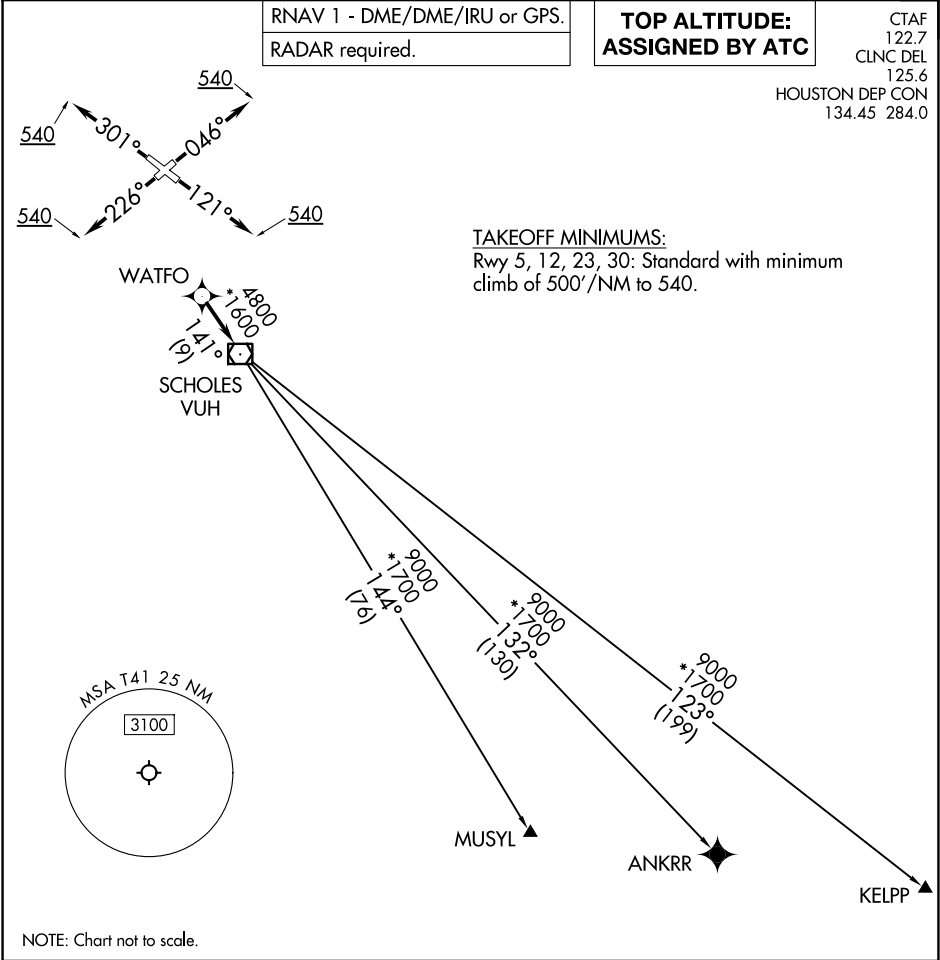 RNAV 1 - DME/DME/IRU or GPS.
RADAR required.
TOP ALTITUDE:
ASSIGNED BY ATC
CTAF
122.7
CLNC DEL
125.6
HOUSTON DEP CON
134.45 284.0
540
540
301°
046°
226°
121°
540
540
TAKEOFF MINIMUMS:
Rwy 5, 12, 23, 30: Standard with minimum
climb of 500'/NM to 540.
WATFO
4800
*1600
141°
(9)
SCHOLES
VUH
9000
*1700
144°
(76)
9000
*1700
132°
(130)
9000
*1700
123°
(199)
MSA T41 25 NM
3100
MUSYL
ANKRR
KELPP
NOTE: Chart not to scale.